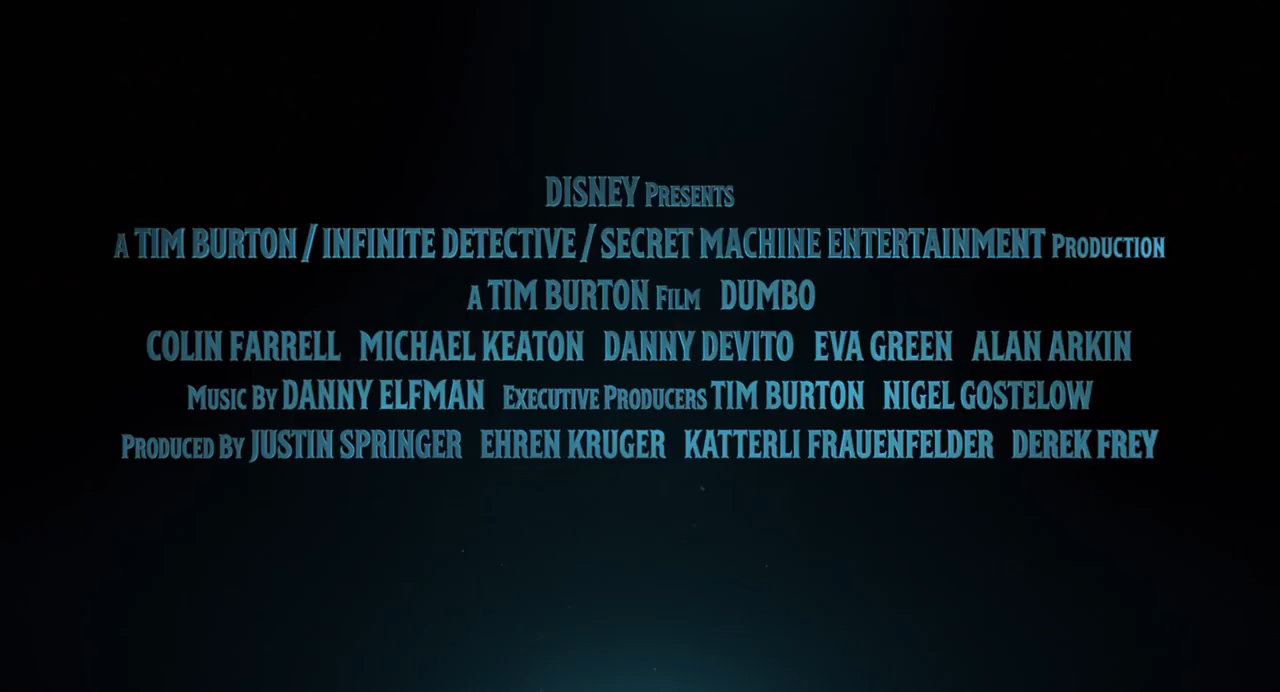 DISNEY PRESENTS
A TIM BURTON / INFINITE DETECTIVE / SECRET MACHINE ENTERTAINMENT PRODUCTION
A TIM BURTON FILM DUMBO
COLIN FARRELL MICHAEL KEATON DANNY DEVITO EVA GREEN ALAN ARKIN
MUSIC BY DANNY ELFMAN EXECUTIVE PRODUCERS TIM BURTON NIGEL GOSTELOW
PRODUCED BY JUSTIN SPRINGER EHREN KRUGER KATTERLI FRAUENFELDER DEREK FREY